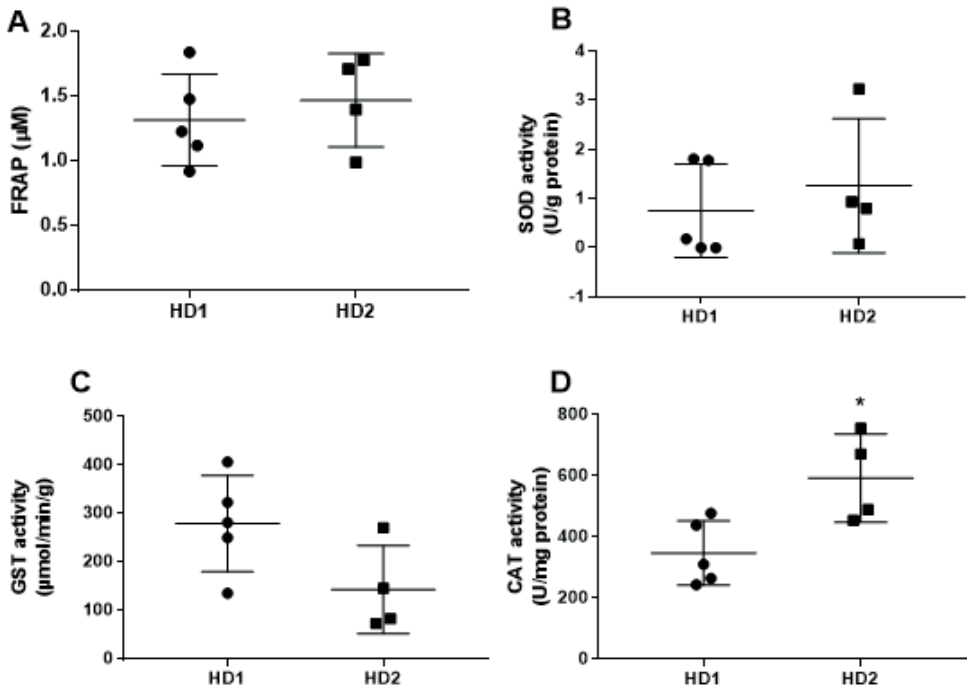 A
FRAP (µM)
2.0
1.5
1.0
0.5
0.0
HD1
HD2
B
SOD activity
(U/g protein)
4
3
2
1
0
-1
HD1
HD2
C
GST activity
(µmol/min/g)
500
400
300
200
100
0
HD1
HD2
D
CAT activity
(U/mg protein)
800
600
400
200
0
*
HD1
HD2